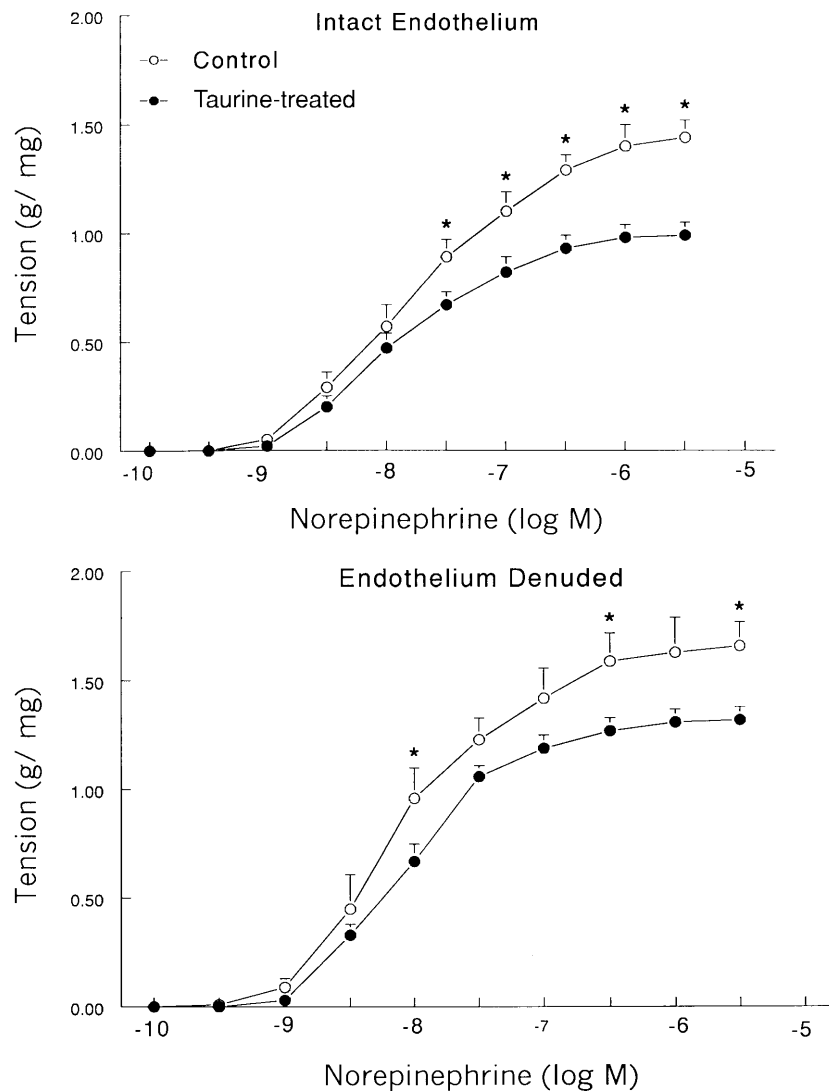 Intact Endothelium
Control
Taurine-treated
Tension (g/ mg)
2.00
1.50
1.00
0.50
0.00
* * * * *
-10 -9 -8 -7 -6 -5
Norepinephrine (log M)
Endothelium Denuded
Tension (g/ mg)
2.00
1.50
1.00
0.50
0.00
* * *
-10 -9 -8 -7 -6 -5
Norepinephrine (log M)